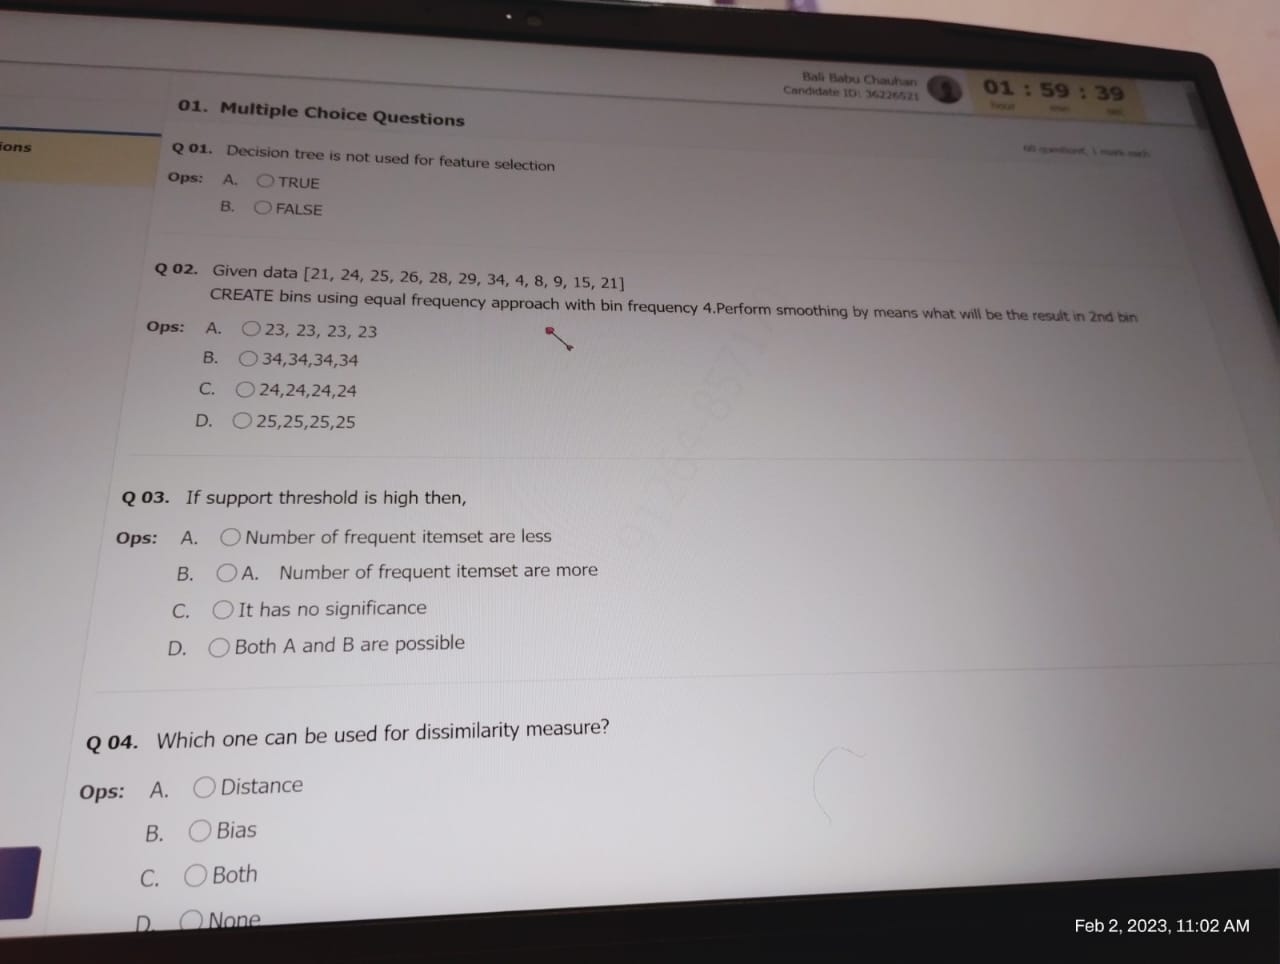 Bali Babu Chauhan
Candidate ID: 36226521
01 : 59 : 39
hour
min
sec
01. Multiple Choice Questions
ions
Q 01. Decision tree is not used for feature selection
Ops: A. TRUE
B. FALSE
Q 02. Given data [21, 24, 25, 26, 28, 29, 34, 4, 8, 9, 15, 21]
CREATE bins using equal frequency approach with bin frequency 4.Perform smoothing by means what will be the result in 2nd bin
Ops: A. 23, 23, 23, 23
B. 34,34,34,34
C. 24,24,24,24
D. 25,25,25,25
Q 03. If support threshold is high then,
Ops: A. Number of frequent itemset are less
B. A. Number of frequent itemset are more
C. It has no significance
D. Both A and B are possible
Q 04. Which one can be used for dissimilarity measure?
Ops: A. Distance
B. Bias
C. Both
D. None
Feb 2, 2023, 11:02 AM